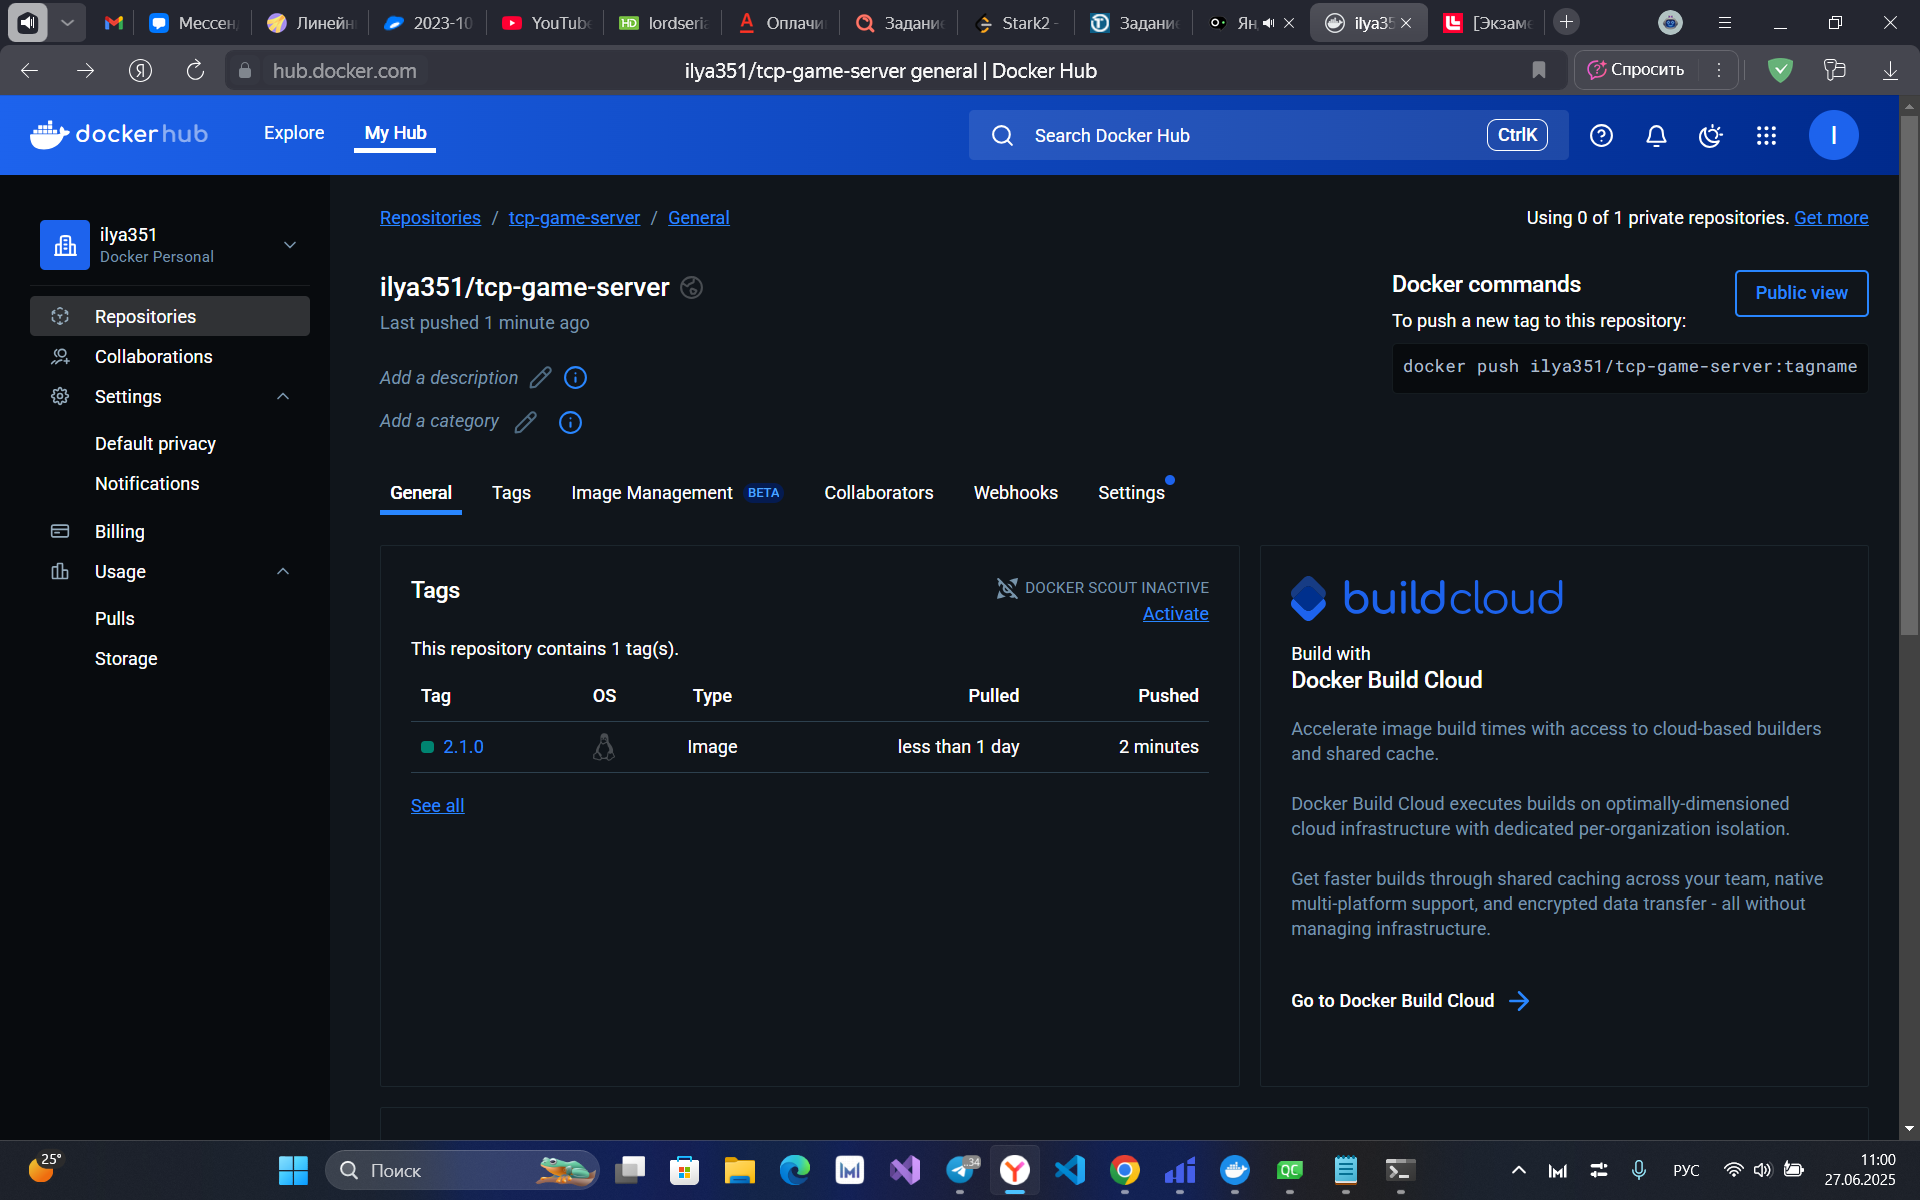 Мессен
Линейн
2023-10
YouTube
lordseria
Оплачи
Задание
Stark2 -
Задание
Ян
ilya35
[Экзаме
hub.docker.com
ilya351/tcp-game-server general | Docker Hub
Спросить
dockerhub
Explore
My Hub
Search Docker Hub
CtrlK
I
ilya351
Docker Personal
Repositories
Collaborations
Settings
Default privacy
Notifications
Billing
Usage
Pulls
Storage
Repositories / tcp-game-server / General
Using 0 of 1 private repositories. Get more
ilya351/tcp-game-server
Last pushed 1 minute ago
Add a description
Add a category
Docker commands
Public view
To push a new tag to this repository:
docker push ilya351/tcp-game-server:tagname
General
Tags
Image Management BETA
Collaborators
Webhooks
Settings
Tags
DOCKER SCOUT INACTIVE
Activate
This repository contains 1 tag(s).
Tag OS Type Pulled Pushed
2.1.0 Image less than 1 day 2 minutes
See all
buildcloud
Build with
Docker Build Cloud
Accelerate image build times with access to cloud-based builders
and shared cache.
Docker Build Cloud executes builds on optimally-dimensioned
cloud infrastructure with dedicated per-organization isolation.
Get faster builds through shared caching across your team, native
multi-platform support, and encrypted data transfer - all without
managing infrastructure.
Go to Docker Build Cloud
25°
Поиск
34
QC
РУС
11:00
27.06.2025